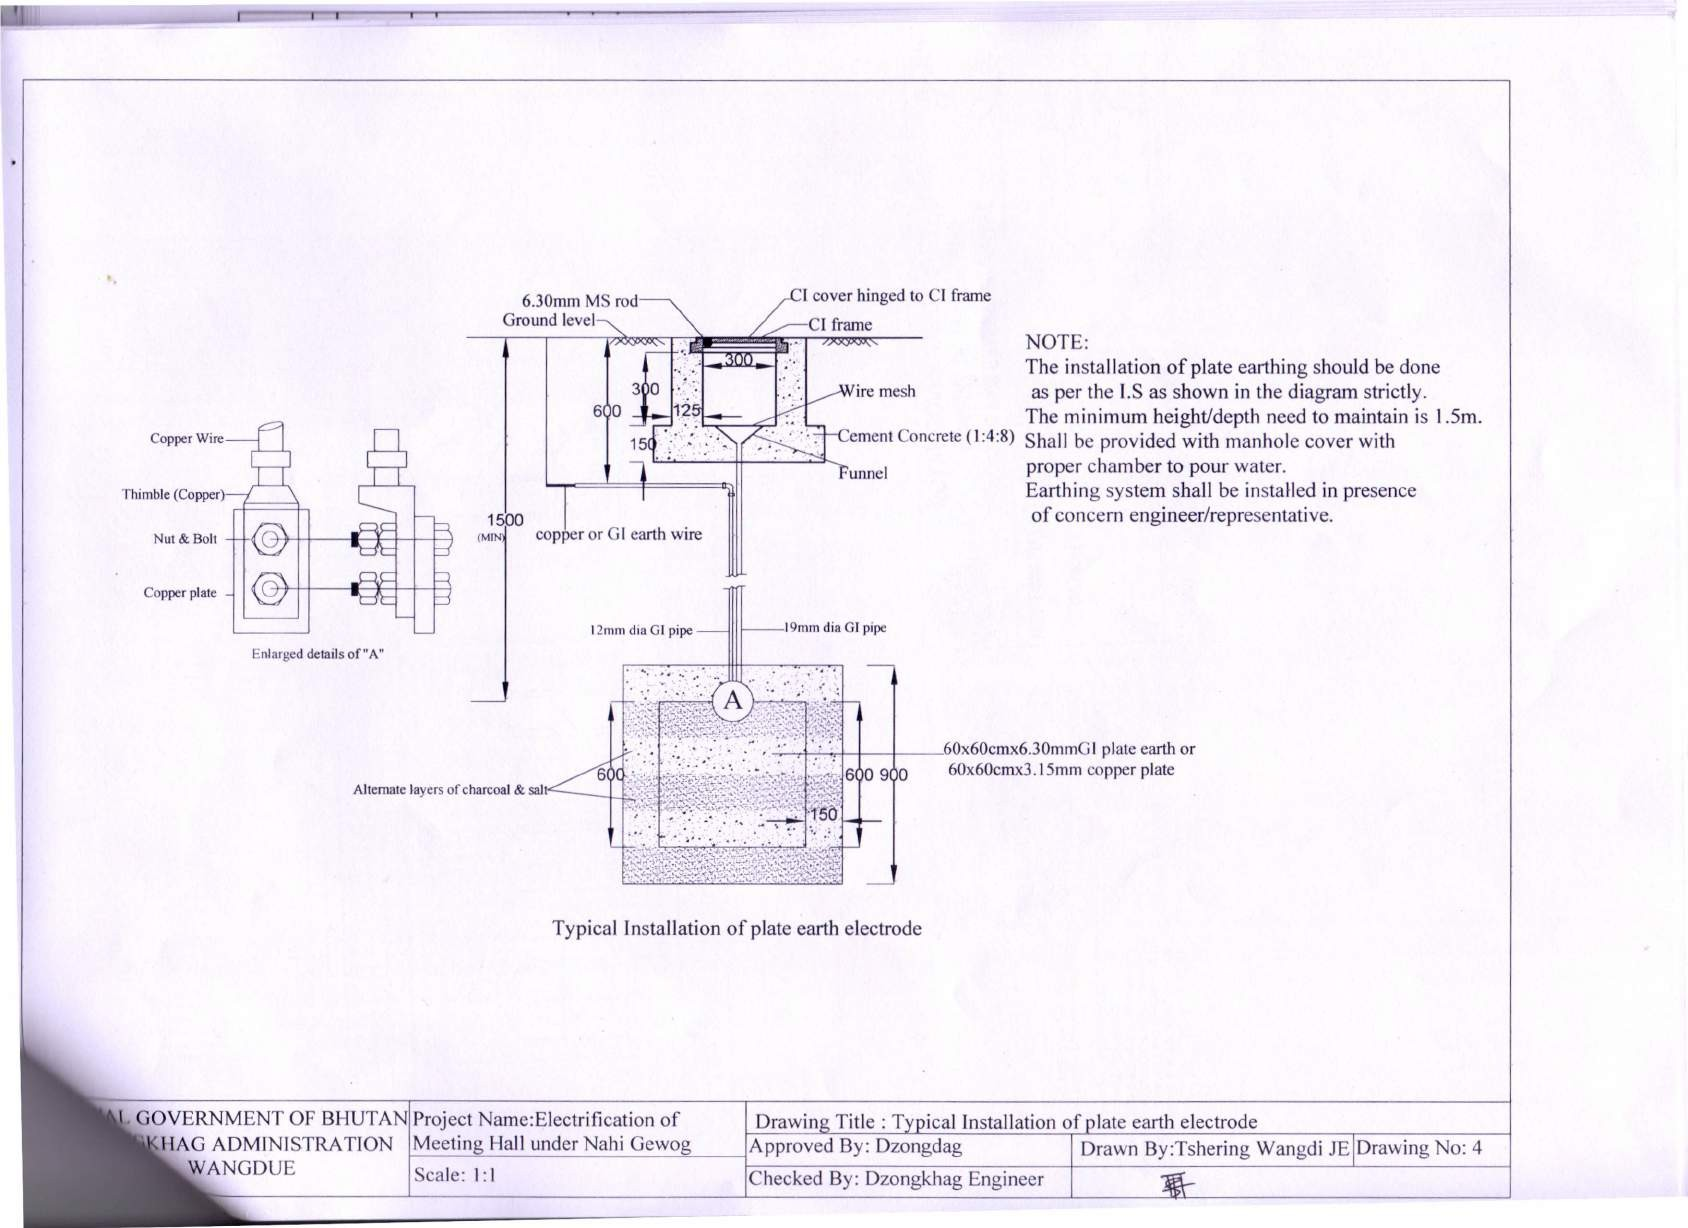 6.30mm MS rod
Ground level
CI cover hinged to CI frame
CI frame
300
300
600
125
150
Wire mesh
Cement Concrete (1:4:8)
Funnel
1500
(MIN)
copper or GI earth wire
12mm dia GI pipe
19mm dia GI pipe
A
600
600
900
150
60x60cmx6.30mmGI plate earth or
60x60cmx3.15mm copper plate
Alternate layers of charcoal & salt
Typical Installation of plate earth electrode
Copper Wire
Thimble (Copper)
Nut & Bolt
Copper plate
Enlarged details of "A"
NOTE:
The installation of plate earthing should be done
as per the I.S as shown in the diagram strictly.
The minimum height/depth need to maintain is 1.5m.
Shall be provided with manhole cover with
proper chamber to pour water.
Earthing system shall be installed in presence
of concern engineer/representative.
GOVERNMENT OF BHUTAN
ADMINISTRATION
WANGDUE
Project Name:Electrification of
Meeting Hall under Nahi Gewog
Scale: 1:1
Drawing Title : Typical Installation of plate earth electrode
Approved By: Dzongdag
Drawn By:Tshering Wangdi JE
Drawing No: 4
Checked By: Dzongkhag Engineer